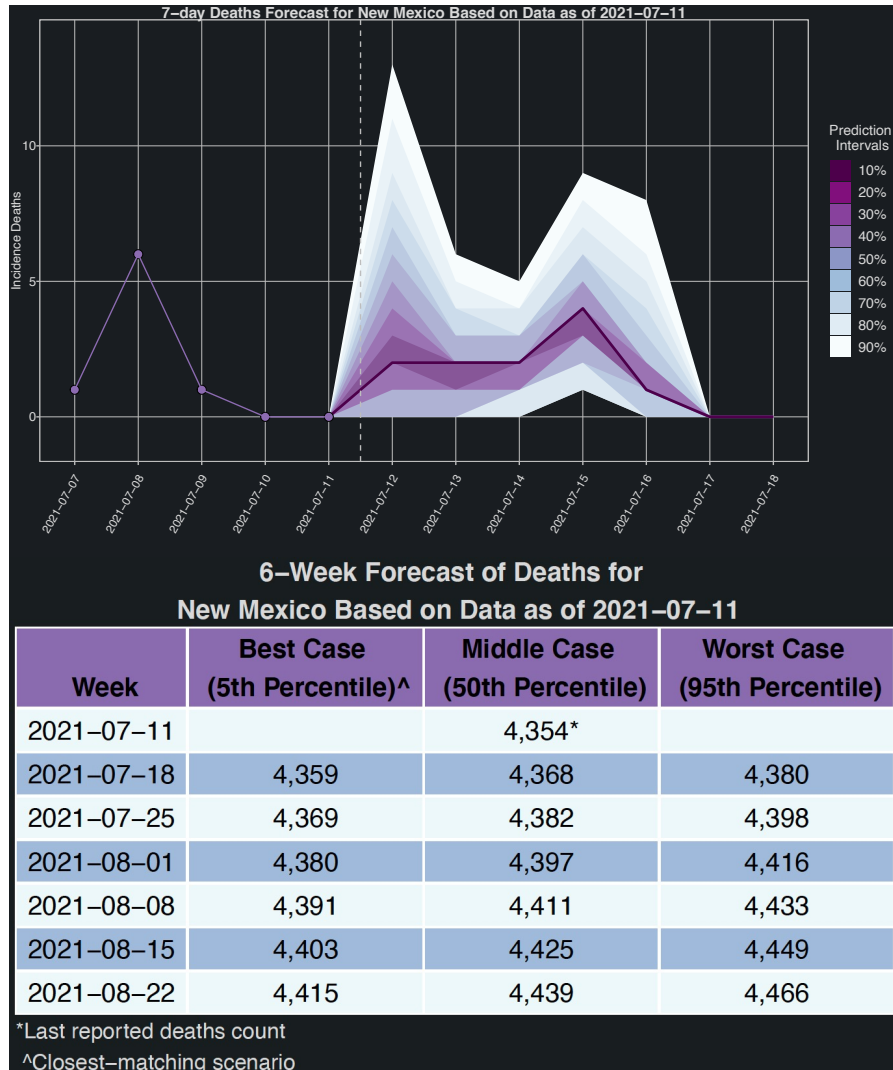 7−day Deaths Forecast for New Mexico Based on Data as of 2021−07−11
Incidence Deaths
10
5
0
2021−07−07
2021−07−08
2021−07−09
2021−07−10
2021−07−11
2021−07−12
2021−07−13
2021−07−14
2021−07−15
2021−07−16
2021−07−17
2021−07−18
Prediction
Intervals
10%
20%
30%
40%
50%
60%
70%
80%
90%
6−Week Forecast of Deaths for
New Mexico Based on Data as of 2021−07−11
Week
Best Case
(5th Percentile)^
Middle Case
(50th Percentile)
Worst Case
(95th Percentile)
2021−07−11 4,354*
2021−07−18 4,359 4,368 4,380
2021−07−25 4,369 4,382 4,398
2021−08−01 4,380 4,397 4,416
2021−08−08 4,391 4,411 4,433
2021−08−15 4,403 4,425 4,449
2021−08−22 4,415 4,439 4,466
*Last reported deaths count
^Closest−matching scenario